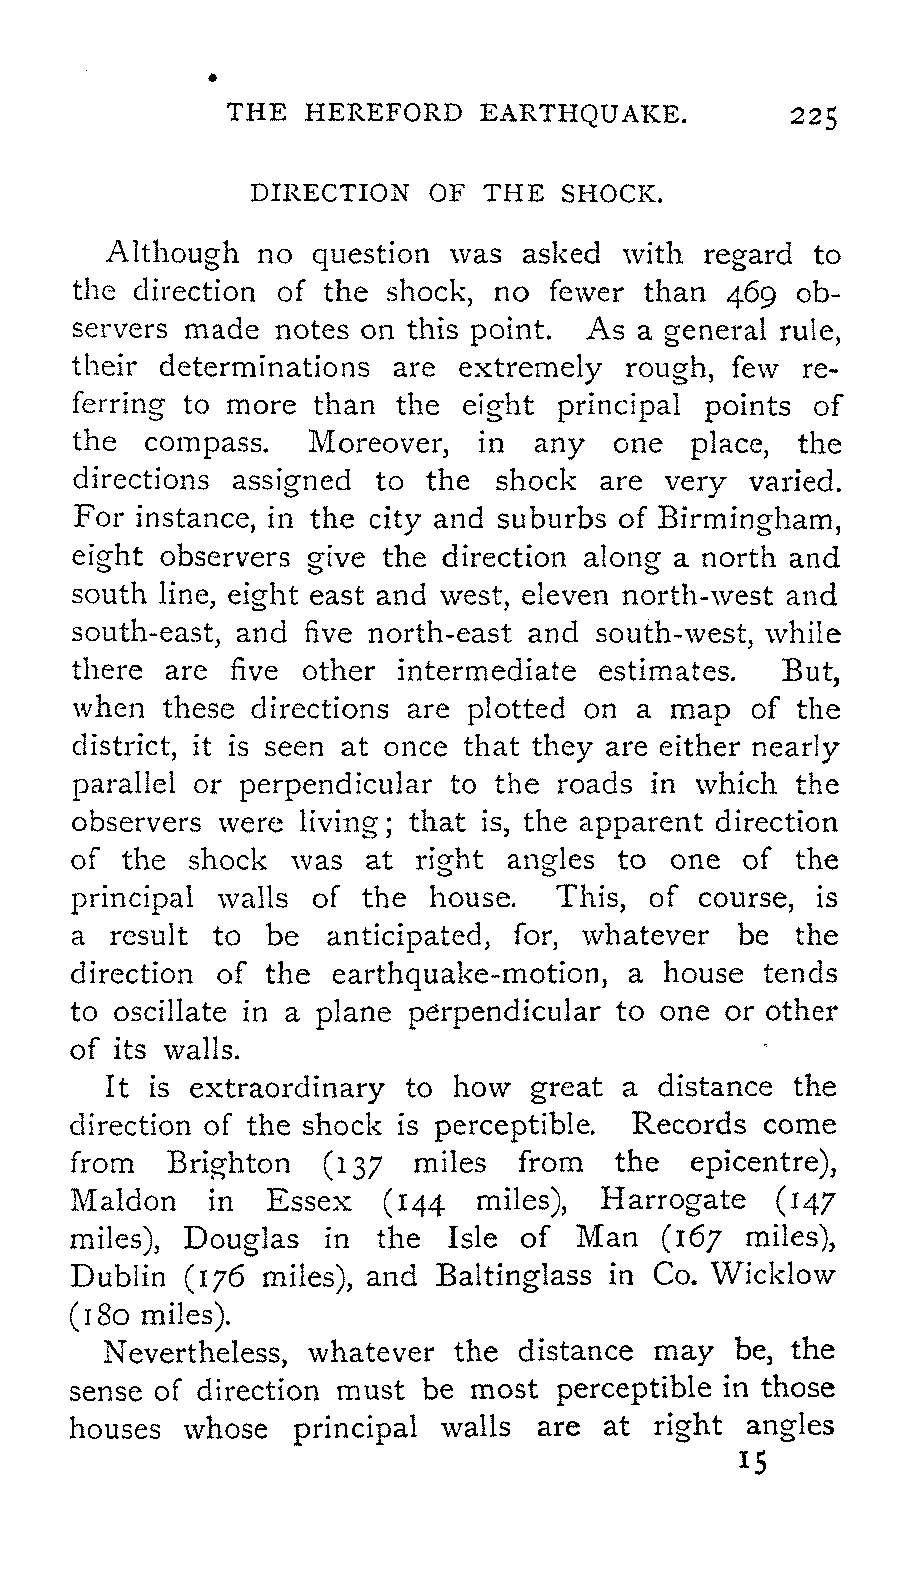 THE HEREFORD EARTHQUAKE. 225
DIRECTION OF THE SHOCK.
Although no question was asked with regard to
the direction of the shock, no fewer than 469 ob-
servers made notes on this point. As a general rule,
their determinations are extremely rough, few re-
ferring to more than the eight principal points of
the compass. Moreover, in any one place, the
directions assigned to the shock are very varied.
For instance, in the city and suburbs of Birmingham,
eight observers give the direction along a north and
south line, eight east and west, eleven north-west and
south-east, and five north-east and south-west, while
there are five other intermediate estimates. But,
when these directions are plotted on a map of the
district, it is seen at once that they are either nearly
parallel or perpendicular to the roads in which the
observers were living; that is, the apparent direction
of the shock was at right angles to one of the
principal walls of the house. This, of course, is
a result to be anticipated, for, whatever be the
direction of the earthquake-motion, a house tends
to oscillate in a plane perpendicular to one or other
of its walls.
It is extraordinary to how great a distance the
direction of the shock is perceptible. Records come
from Brighton (137 miles from the epicentre),
Maldon in Essex (144 miles), Harrogate (147
miles), Douglas in the Isle of Man (167 miles),
Dublin (176 miles), and Baltinglass in Co. Wicklow
(180 miles).
Nevertheless, whatever the distance may be, the
sense of direction must be most perceptible in those
houses whose principal walls are at right angles
15